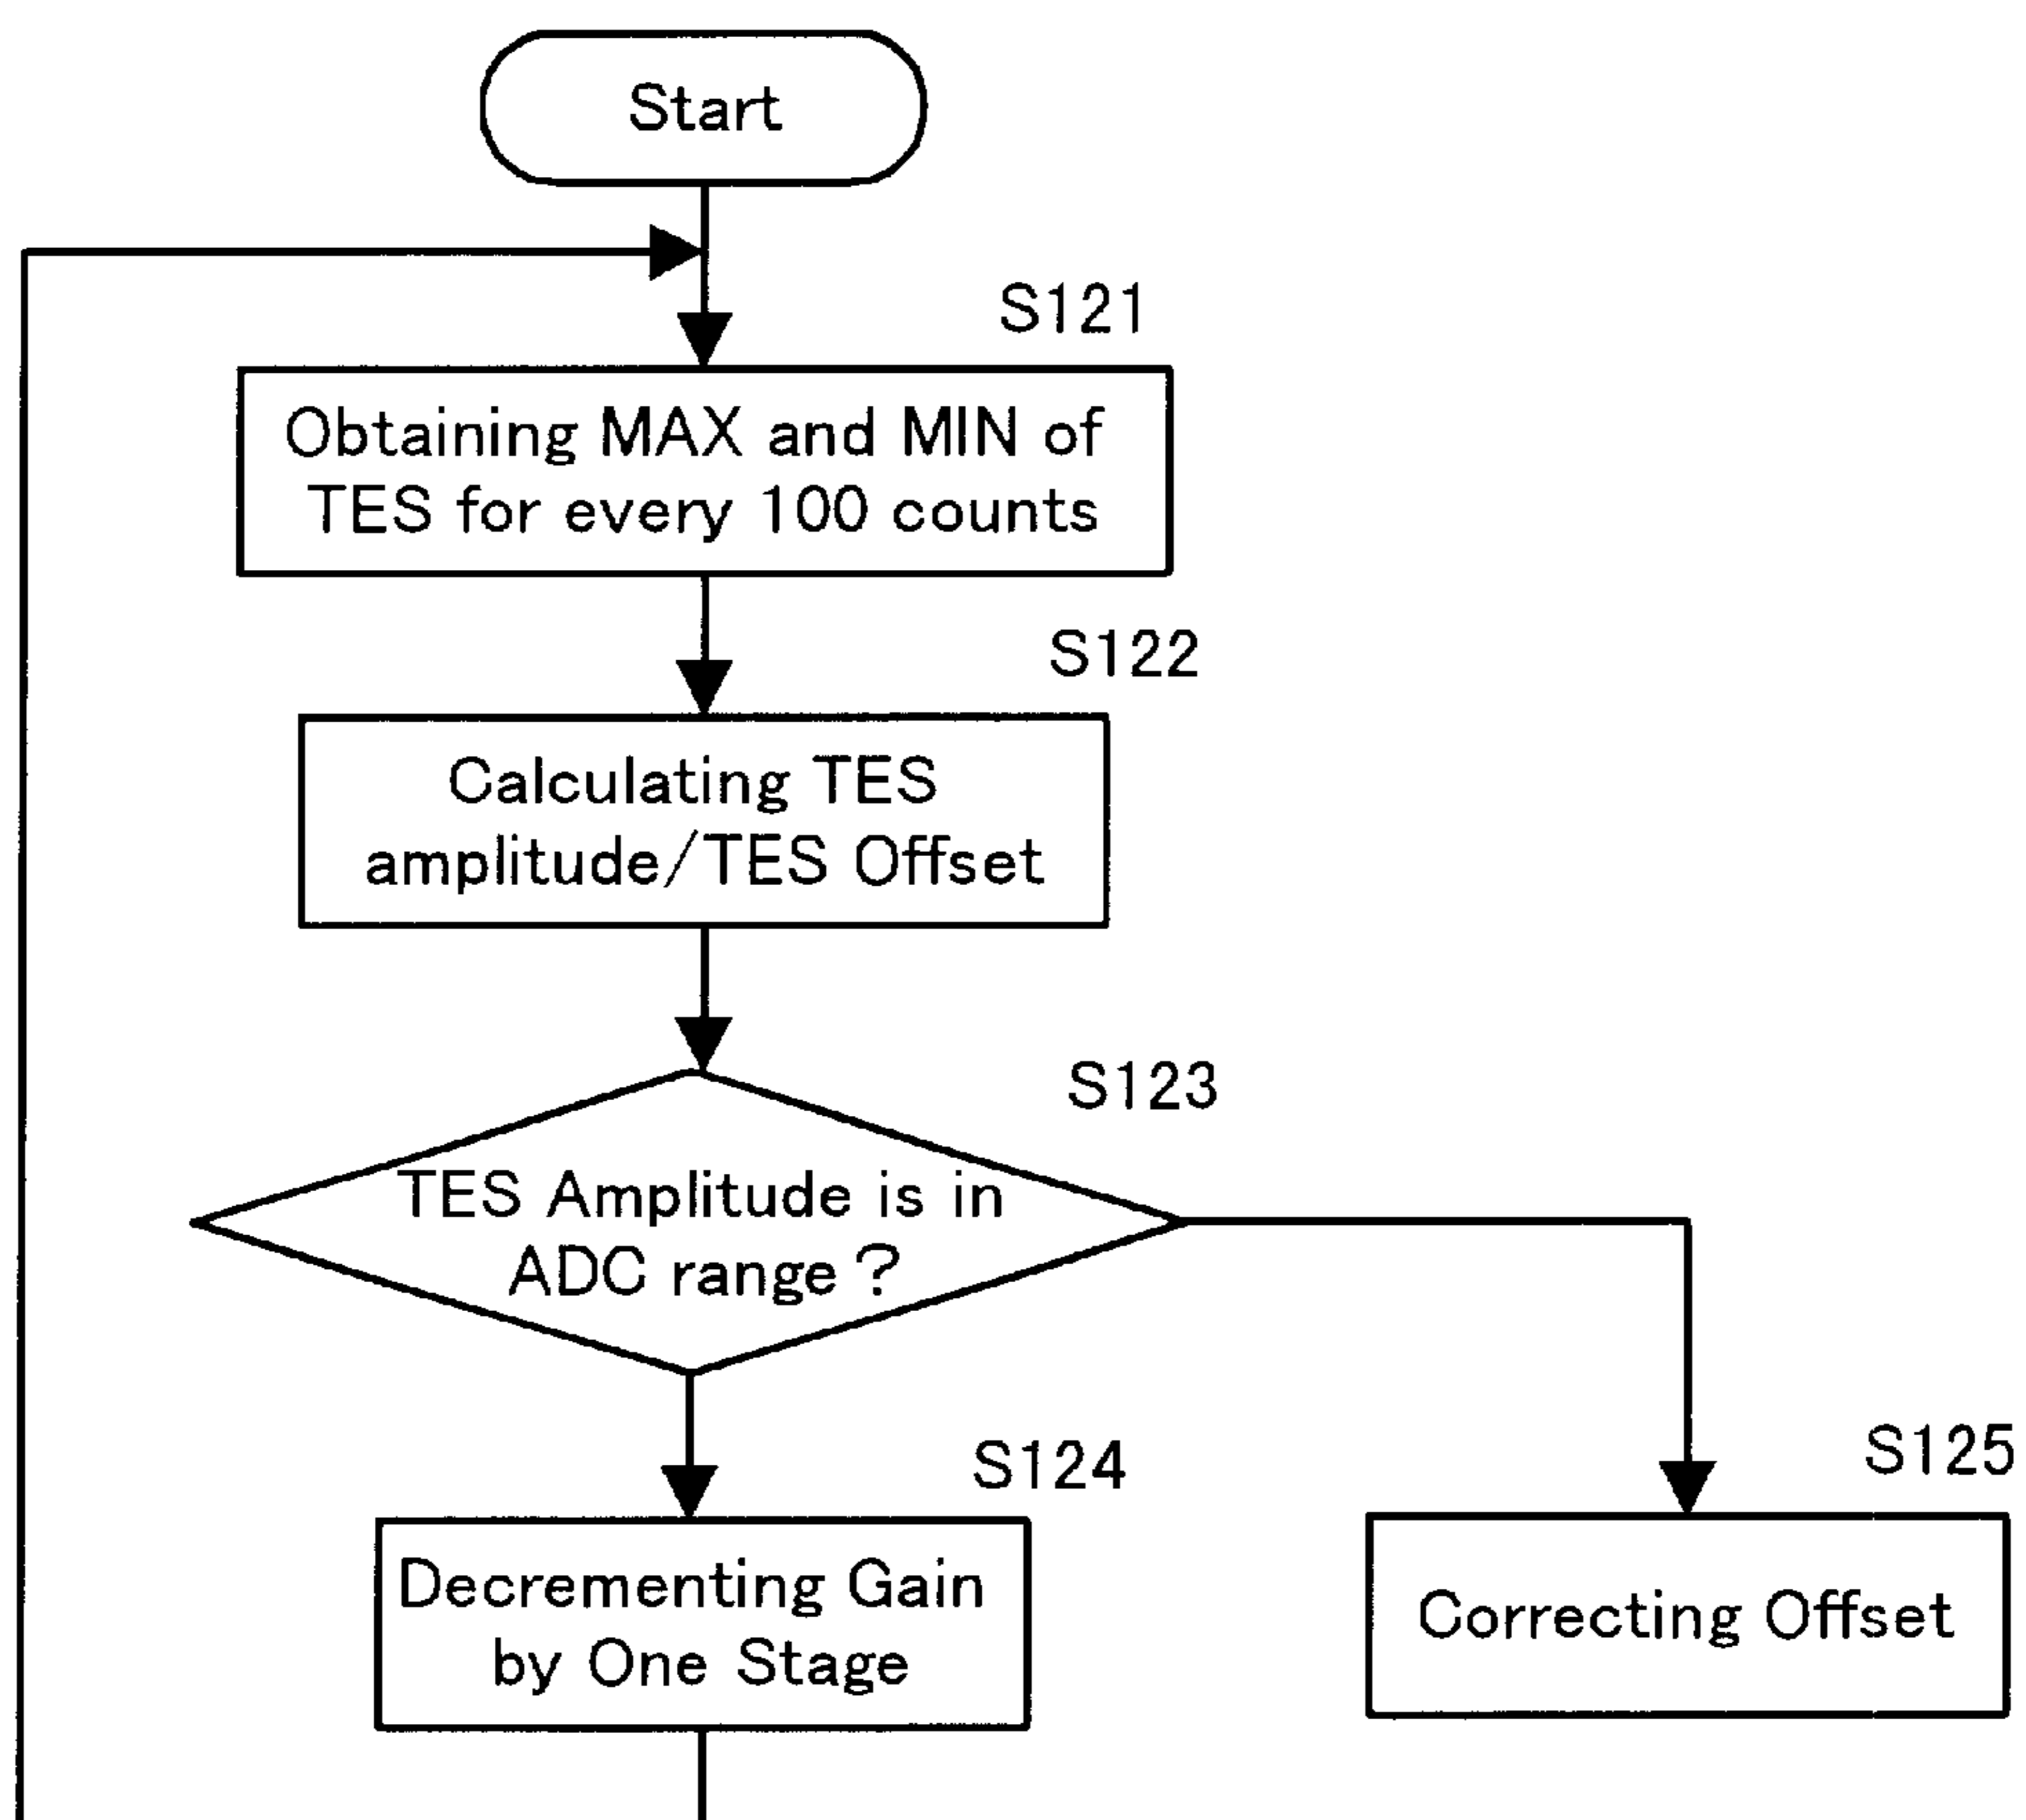 Start
S121
Obtaining MAX and MIN of
TES for every 100 counts
S122
Calculating TES
amplitude/TES Offset
S123
TES Amplitude is in
ADC range ?
S124
Decrementing Gain
by One Stage
S125
Correcting Offset